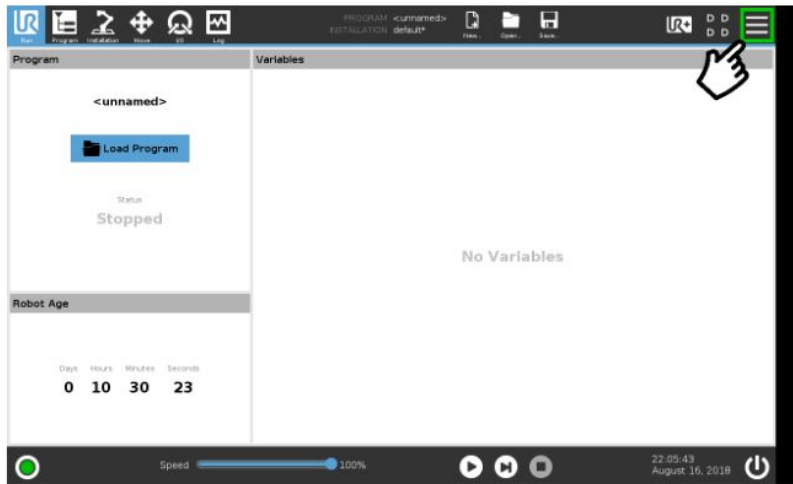 UR
Run
Program
Installation
Move
I/O
Log
PROGRAM <unnamed>
INSTALLATION default*
New...
Open...
Save...
UR+
D D
D D
Program
Variables
<unnamed>
Load Program
Status
Stopped
No Variables
Robot Age
Days Hours Minutes Seconds
0 10 30 23
Speed 100%
22:05:43
August 16, 2018